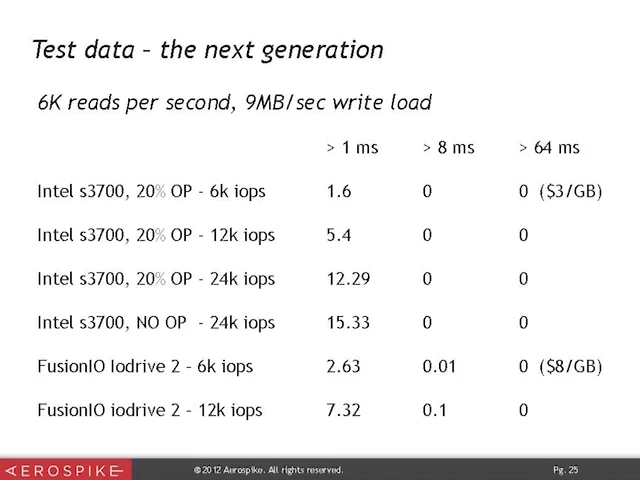 Test data – the next generation
6K reads per second, 9MB/sec write load
> 1 ms > 8 ms > 64 ms
Intel s3700, 20% OP - 6k iops 1.6 0 0 ($3/GB)
Intel s3700, 20% OP - 12k iops 5.4 0 0
Intel s3700, 20% OP - 24k iops 12.29 0 0
Intel s3700, NO OP - 24k iops 15.33 0 0
FusionIO Iodrive 2 – 6k iops 2.63 0.01 0 ($8/GB)
FusionIO iodrive 2 – 12k iops 7.32 0.1 0
AEROSPIKE © 2012 Aerospike. All rights reserved. Pg. 25